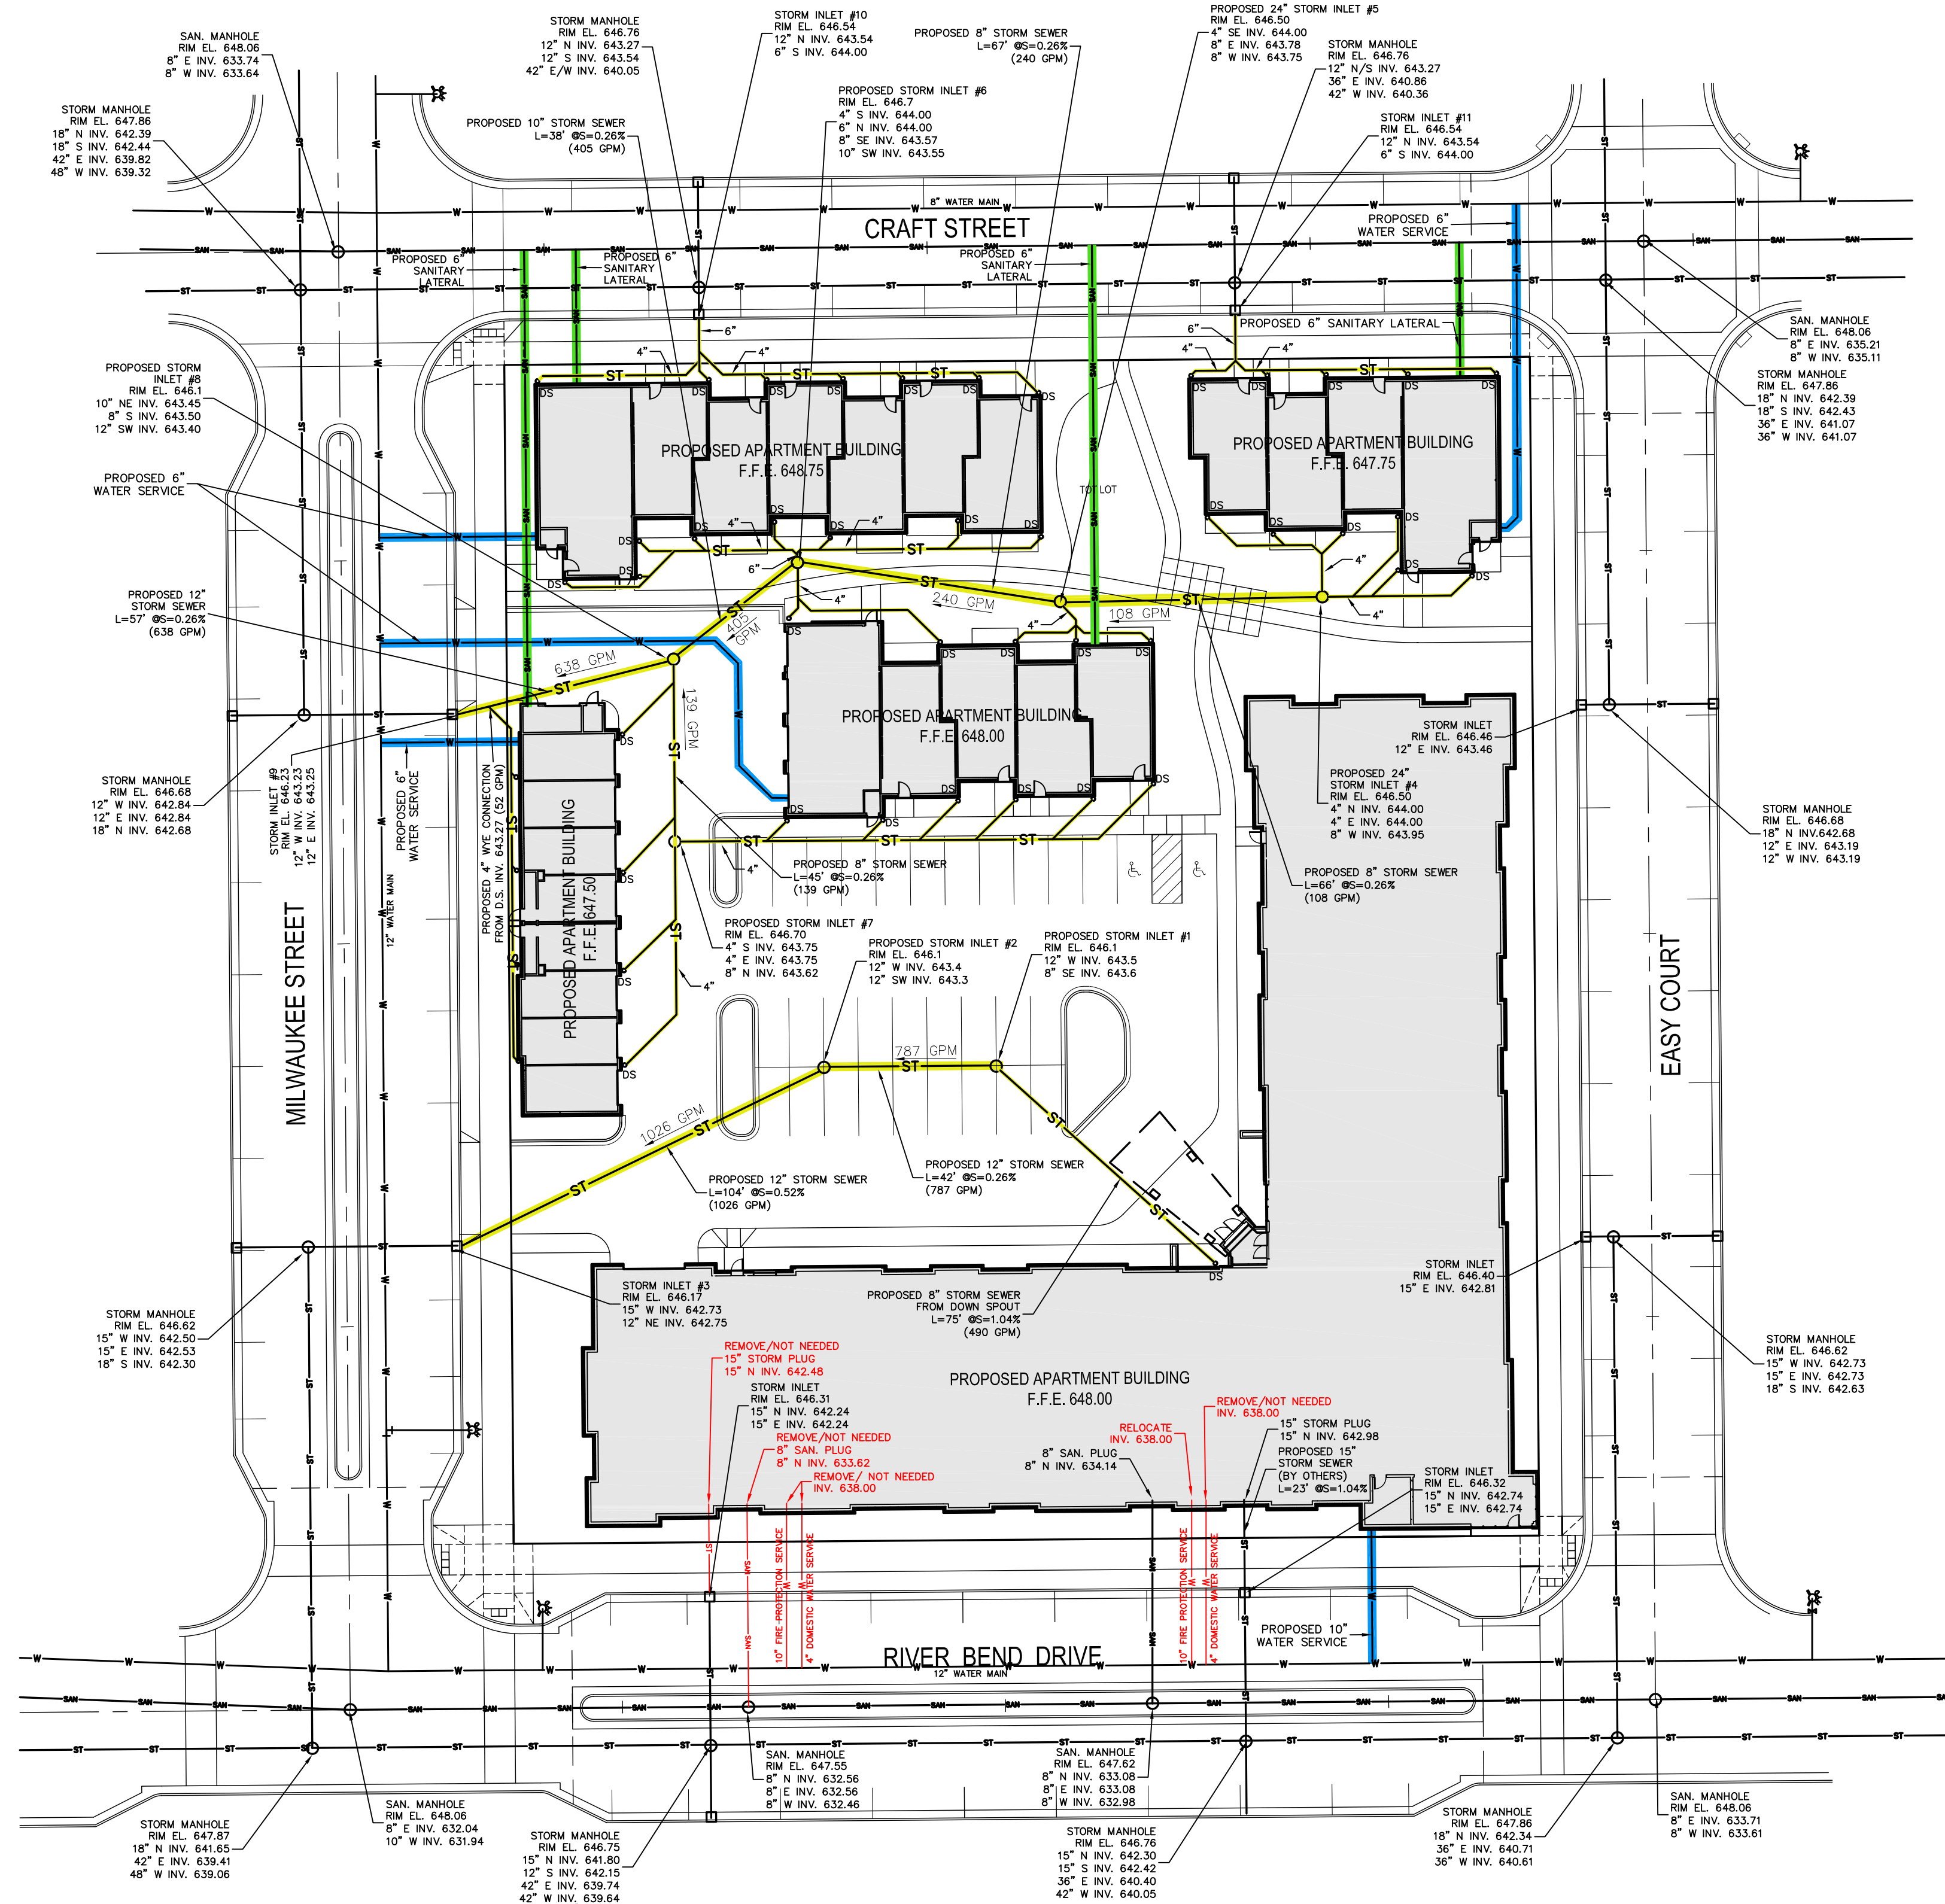 SAN. MANHOLE
RIM EL. 648.06
8" E INV. 633.74
8" W INV. 633.64
STORM MANHOLE
RIM EL. 647.86
18" N INV. 642.39
18" S INV. 642.44
42" E INV. 639.82
48" W INV. 639.32
STORM MANHOLE
RIM EL. 646.76
12" N INV. 643.27
12" S INV. 643.54
42" E/W INV. 640.05
STORM INLET #10
RIM EL. 646.54
12" N INV. 643.54
6" S INV. 644.00
PROPOSED 8" STORM SEWER
L=67' @S=0.26%
(240 GPM)
PROPOSED 24" STORM INLET #5
RIM EL. 646.50
4" SE INV. 644.00
8" E INV. 643.78
8" W INV. 643.75
STORM MANHOLE
RIM EL. 646.76
12" N/S INV. 643.27
36" E INV. 640.86
42" W INV. 640.36
PROPOSED 10" STORM SEWER
L=38' @S=0.26%
(405 GPM)
PROPOSED STORM INLET #6
RIM EL. 646.7
4" S INV. 644.00
6" N INV. 644.00
8" SE INV. 643.57
10" SW INV. 643.55
STORM INLET #11
RIM EL. 646.54
12" N INV. 643.54
6" S INV. 644.00
8" WATER MAIN
CRAFT STREET
PROPOSED 6"
WATER SERVICE
PROPOSED 6"
SANITARY
LATERAL
PROPOSED 6"
SANITARY
LATERAL
PROPOSED 6"
SANITARY
LATERAL
PROPOSED 6" SANITARY LATERAL
SAN. MANHOLE
RIM EL. 648.06
8" E INV. 635.21
8" W INV. 635.11
STORM MANHOLE
RIM EL. 647.86
18" N INV. 642.39
18" S INV. 642.43
36" E INV. 641.07
36" W INV. 641.07
PROPOSED STORM
INLET #8
RIM EL. 646.1
10" NE INV. 643.45
8" S INV. 643.50
12" SW INV. 643.40
PROPOSED 6"
WATER SERVICE
PROPOSED APARTMENT BUILDING
F.F.E. 648.75
PROPOSED APARTMENT BUILDING
F.F.E. 647.75
TOT LOT
PROPOSED 12"
STORM SEWER
L=57' @S=0.26%
(638 GPM)
240 GPM
108 GPM
405
GPM
638 GPM
139 GPM
PROPOSED APARTMENT BUILDING
F.F.E. 648.00
STORM MANHOLE
RIM EL. 646.68
12" W INV. 642.84
12" E INV. 642.84
18" N INV. 642.68
STORM INLET #9
RIM EL. 646.23
12" W INV. 643.23
12" E INV. 643.25
PROPOSED 6"
WATER SERVICE
12" WATER MAIN
PROPOSED 4" WYE CONNECTION
FROM D.S. INV. 643.27 (52 GPM)
PROPOSED APARTMENT BUILDING
F.F.E. 647.50
STORM INLET
RIM EL. 646.46
12" E INV. 643.46
PROPOSED 24"
STORM INLET #4
RIM EL. 646.50
4" N INV. 644.00
4" E INV. 644.00
8" W INV. 643.95
STORM MANHOLE
RIM EL. 646.68
18" N INV.642.68
12" E INV. 643.19
12" W INV. 643.19
PROPOSED 8" STORM SEWER
L=45' @S=0.26%
(139 GPM)
PROPOSED 8" STORM SEWER
L=66' @S=0.26%
(108 GPM)
PROPOSED STORM INLET #7
RIM EL. 646.70
4" S INV. 643.75
4" E INV. 643.75
8" N INV. 643.62
PROPOSED STORM INLET #2
RIM EL. 646.1
12" W INV. 643.4
12" SW INV. 643.3
PROPOSED STORM INLET #1
RIM EL. 646.1
12" W INV. 643.5
8" SE INV. 643.6
MILWAUKEE STREET
EASY COURT
787 GPM
1026 GPM
PROPOSED 12" STORM SEWER
L=104' @S=0.52%
(1026 GPM)
PROPOSED 12" STORM SEWER
L=42' @S=0.26%
(787 GPM)
STORM INLET #3
RIM EL. 646.17
15" W INV. 642.73
12" NE INV. 642.75
PROPOSED 8" STORM SEWER
FROM DOWN SPOUT
L=75' @S=1.04%
(490 GPM)
STORM INLET
RIM EL. 646.40
15" E INV. 642.81
STORM MANHOLE
RIM EL. 646.62
15" W INV. 642.50
15" E INV. 642.53
18" S INV. 642.30
STORM MANHOLE
RIM EL. 646.62
15" W INV. 642.73
15" E INV. 642.73
18" S INV. 642.63
REMOVE/NOT NEEDED
15" STORM PLUG
15" N INV. 642.48
STORM INLET
RIM EL. 646.31
15" N INV. 642.24
15" E INV. 642.24
REMOVE/NOT NEEDED
8" SAN. PLUG
8" N INV. 633.62
REMOVE/ NOT NEEDED
INV. 638.00
PROPOSED APARTMENT BUILDING
F.F.E. 648.00
8" SAN. PLUG
8" N INV. 634.14
RELOCATE
INV. 638.00
REMOVE/NOT NEEDED
INV. 638.00
15" STORM PLUG
15" N INV. 642.98
PROPOSED 15"
STORM SEWER
(BY OTHERS)
L=23' @S=1.04%
STORM INLET
RIM EL. 646.32
15" N INV. 642.74
15" E INV. 642.74
10" FIRE PROTECTION SERVICE
4" DOMESTIC WATER SERVICE
10" FIRE PROTECTION SERVICE
4" DOMESTIC WATER SERVICE
PROPOSED 10"
WATER SERVICE
RIVER BEND DRIVE
12" WATER MAIN
STORM MANHOLE
RIM EL. 647.87
18" N INV. 641.65
42" E INV. 639.41
48" W INV. 639.06
SAN. MANHOLE
RIM EL. 648.06
8" E INV. 632.04
10" W INV. 631.94
STORM MANHOLE
RIM EL. 646.75
15" N INV. 641.80
12" S INV. 642.15
42" E INV. 639.74
42" W INV. 639.64
SAN. MANHOLE
RIM EL. 647.55
8" N INV. 632.56
8" E INV. 632.56
8" W INV. 632.46
SAN. MANHOLE
RIM EL. 647.62
8" N INV. 633.08
8" E INV. 633.08
8" W INV. 632.98
STORM MANHOLE
RIM EL. 646.76
15" N INV. 642.30
15" S INV. 642.42
36" E INV. 640.40
42" W INV. 640.05
STORM MANHOLE
RIM EL. 647.86
18" N INV. 642.34
36" E INV. 640.71
36" W INV. 640.61
SAN. MANHOLE
RIM EL. 648.06
8" E INV. 633.71
8" W INV. 633.61